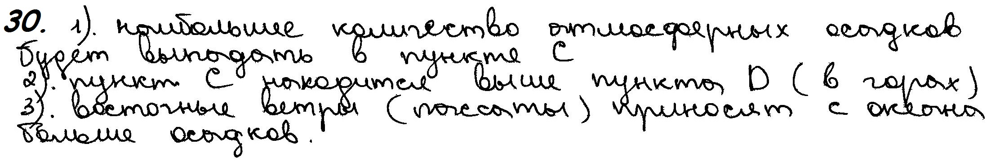 30. 1). наибольшее количество атмосферных осадков
будет выпадать в пункте С
2). пункт С находится выше пункта D (в горах)
3). восточные ветры (пассаты) приносят с океана
больше осадков.